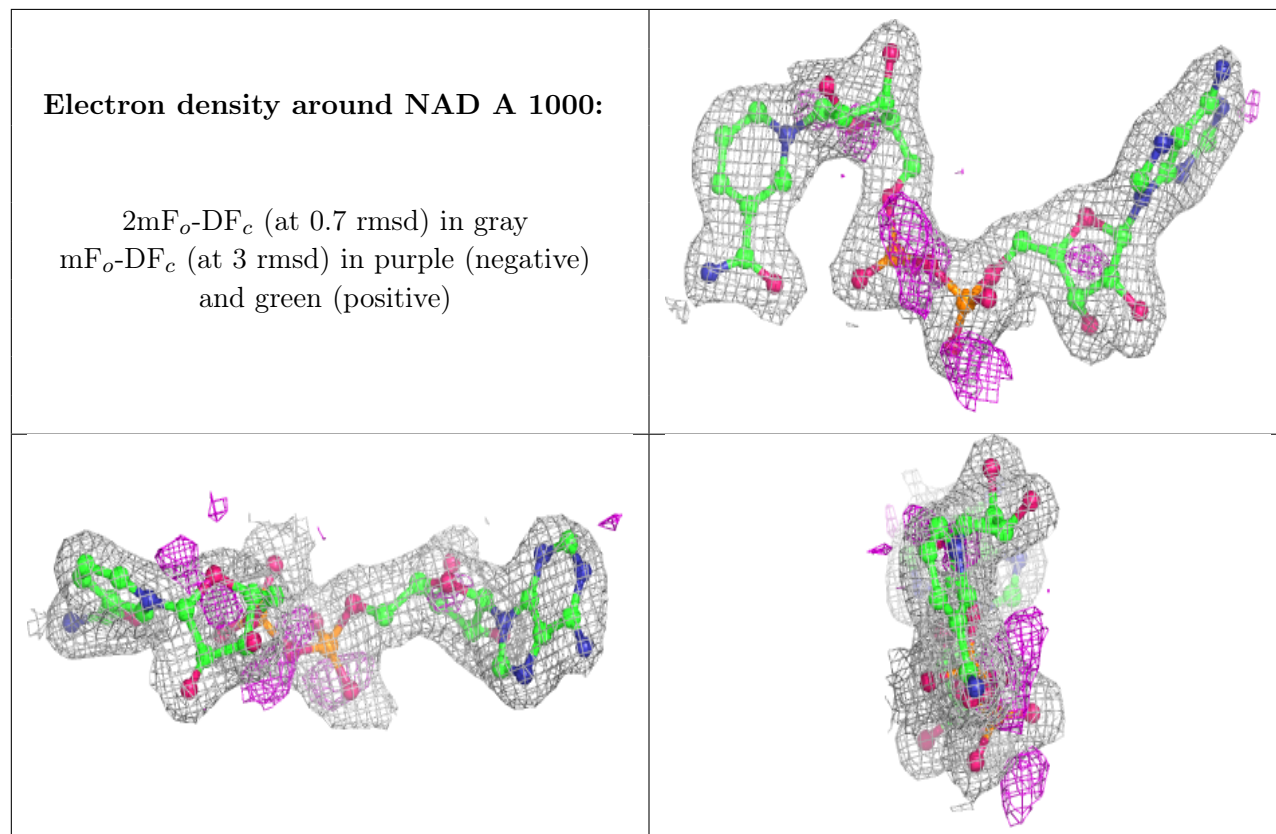 Electron density around NAD A 1000:
2mFₒ-DF𝒸 (at 0.7 rmsd) in gray
mFₒ-DF𝒸 (at 3 rmsd) in purple (negative)
and green (positive)